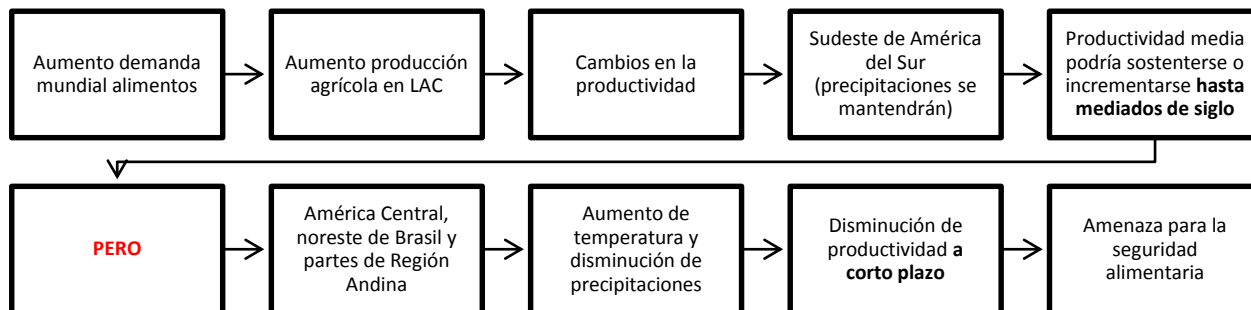 Aumento demanda
mundial alimentos
Aumento producción
agrícola en LAC
Cambios en la
productividad
Sudeste de América
del Sur
(precipitaciones se
mantendrán)
Productividad media
podría sostenterse o
incrementarse hasta
mediados de siglo
PERO
América Central,
noreste de Brasil y
partes de Región
Andina
Aumento de
temperatura y
disminución de
precipitaciones
Disminución de
productividad a
corto plazo
Amenaza para la
seguridad
alimentaria